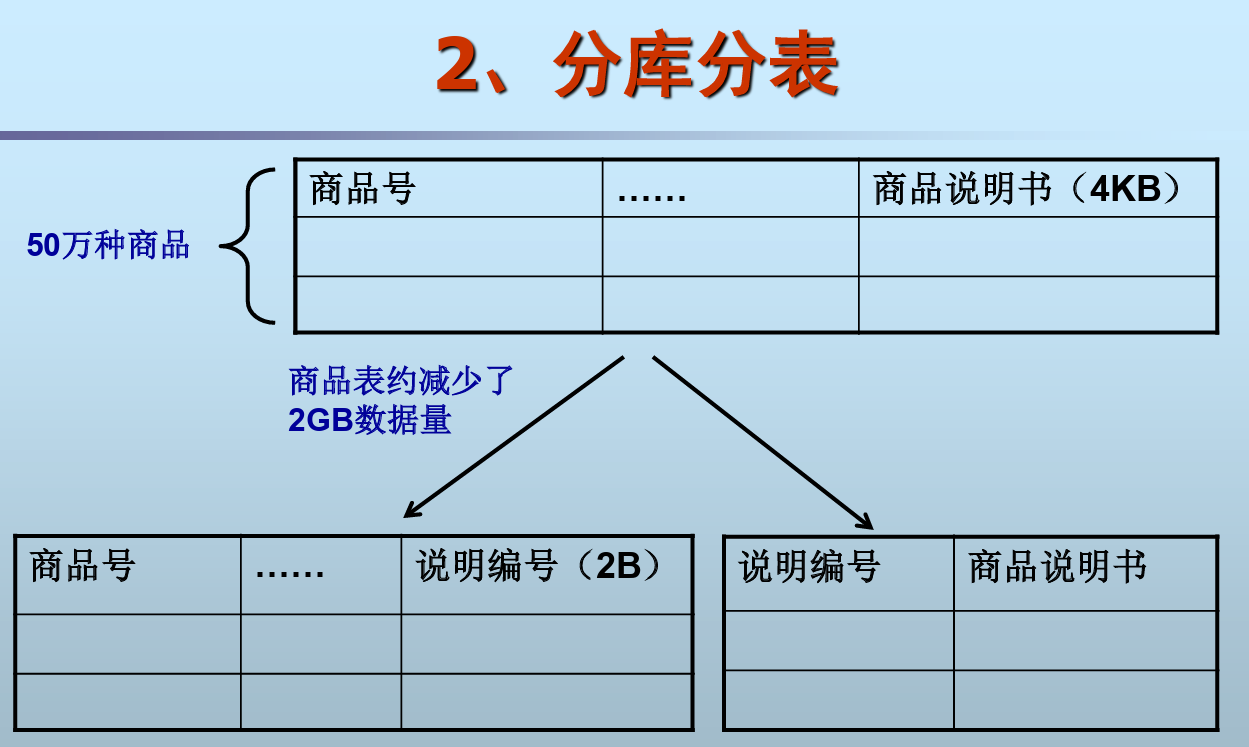 2、分库分表
商品号 …… 商品说明书（4KB）
50万种商品
商品表约减少了
2GB数据量
商品号 …… 说明编号（2B）
说明编号 商品说明书